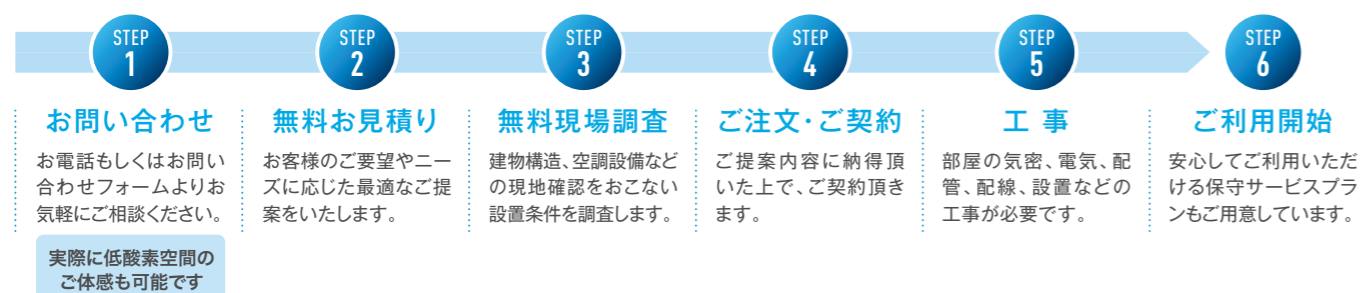 STEP
1
お問い合わせ
お電話もしくはお問い
合わせフォームよりお
気軽にご相談ください。
実際に低酸素空間の
ご体感も可能です
STEP
2
無料お見積り
お客様のご要望やニー
ズに応じた最適なご提
案をいたします。
STEP
3
無料現場調査
建物構造、空調設備など
の現地確認をおこない
設置条件を調査します。
STEP
4
ご注文・ご契約
ご提案内容に納得頂
いた上で、ご契約頂き
ます。
STEP
5
工 事
部屋の気密、電気、配
管、配線、設置などの
工事が必要です。
STEP
6
ご利用開始
安心してご利用いただ
ける保守サービスプラ
ンもご用意しています。